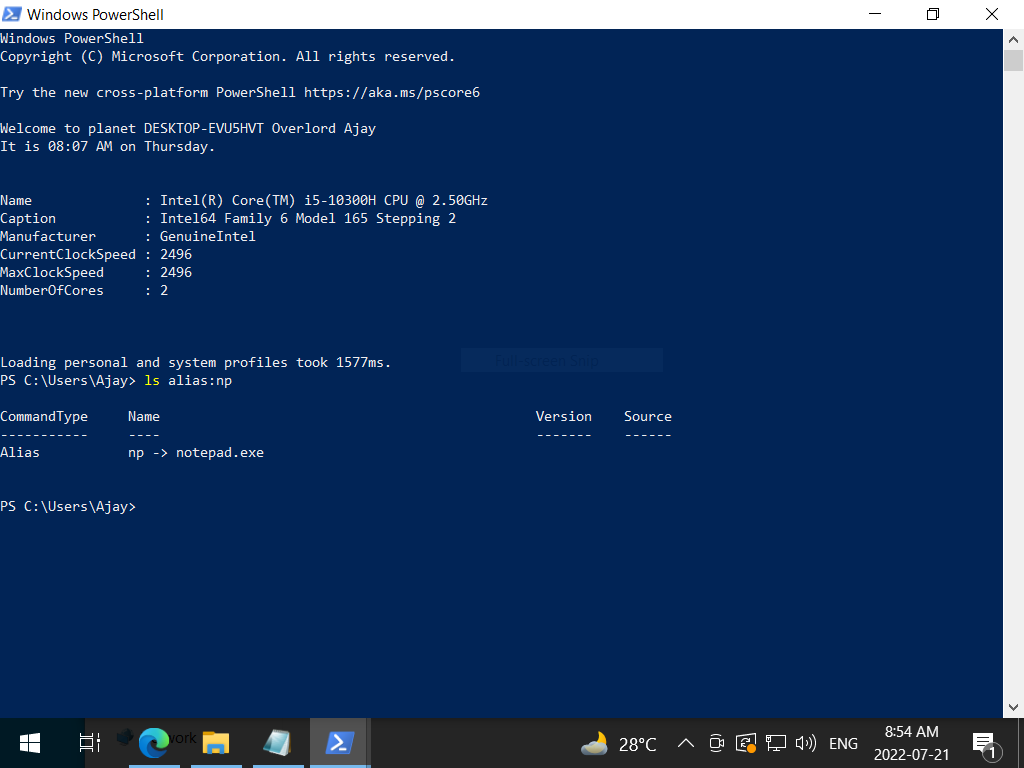 Windows PowerShell
Windows PowerShell
Copyright (C) Microsoft Corporation. All rights reserved.
Try the new cross-platform PowerShell https://aka.ms/pscore6
Welcome to planet DESKTOP-EVU5HVT Overlord Ajay
It is 08:07 AM on Thursday.
Name              : Intel(R) Core(TM) i5-10300H CPU @ 2.50GHz
Caption           : Intel64 Family 6 Model 165 Stepping 2
Manufacturer      : GenuineIntel
CurrentClockSpeed : 2496
MaxClockSpeed     : 2496
NumberOfCores     : 2
Full-screen Snip
Loading personal and system profiles took 1577ms.
PS C:\Users\Ajay> ls alias:np
CommandType     Name                                               Version    Source
-----------     ----                                               -------    ------
Alias           np -> notepad.exe
PS C:\Users\Ajay>
work
28°C
ENG
8:54 AM
2022-07-21
1